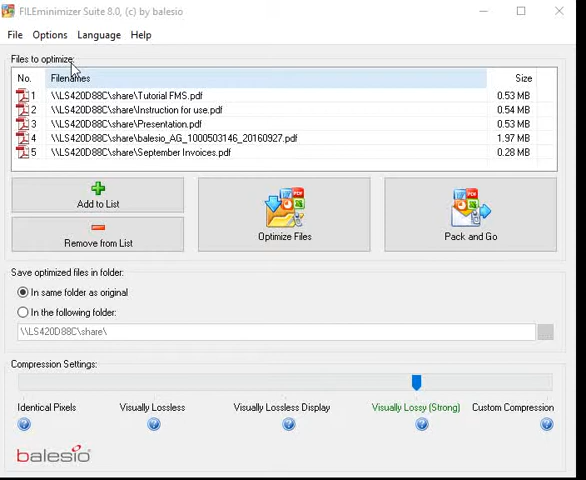 FILEminimizer Suite 8.0, (c) by balesio
File Options Language Help
Files to optimize:
No. Filenames Size
1 \\LS420D88C\share\Tutorial FMS.pdf 0.53 MB
2 \\LS420D88C\share\Instruction for use.pdf 0.54 MB
3 \\LS420D88C\share\Presentation.pdf 0.53 MB
4 \\LS420D88C\share\balesio_AG_1000503146_20160927.pdf 1.97 MB
5 \\LS420D88C\share\September Invoices.pdf 0.28 MB
Add to List
Remove from List
Optimize Files
Pack and Go
Save optimized files in folder:
In same folder as original
In the following folder:
\\LS420D88C\share\
Compression Settings:
Identical Pixels Visually Lossless Visually Lossless Display Visually Lossy (Strong) Custom Compression
balesio